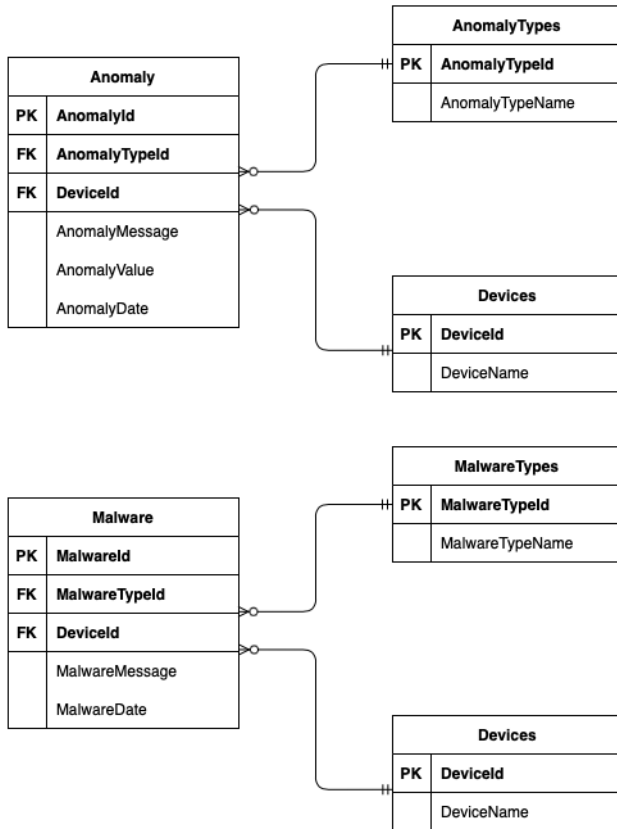 AnomalyTypes
PK AnomalyTypeId
AnomalyTypeName
Anomaly
PK AnomalyId
FK AnomalyTypeId
FK DeviceId
AnomalyMessage
AnomalyValue
AnomalyDate
Devices
PK DeviceId
DeviceName
MalwareTypes
PK MalwareTypeId
MalwareTypeName
Malware
PK MalwareId
FK MalwareTypeId
FK DeviceId
MalwareMessage
MalwareDate
Devices
PK DeviceId
DeviceName